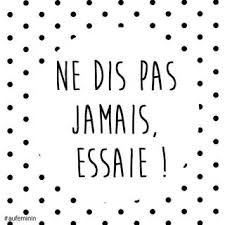 NE DIS PAS
JAMAIS,
ESSAIE !
#aufeminin